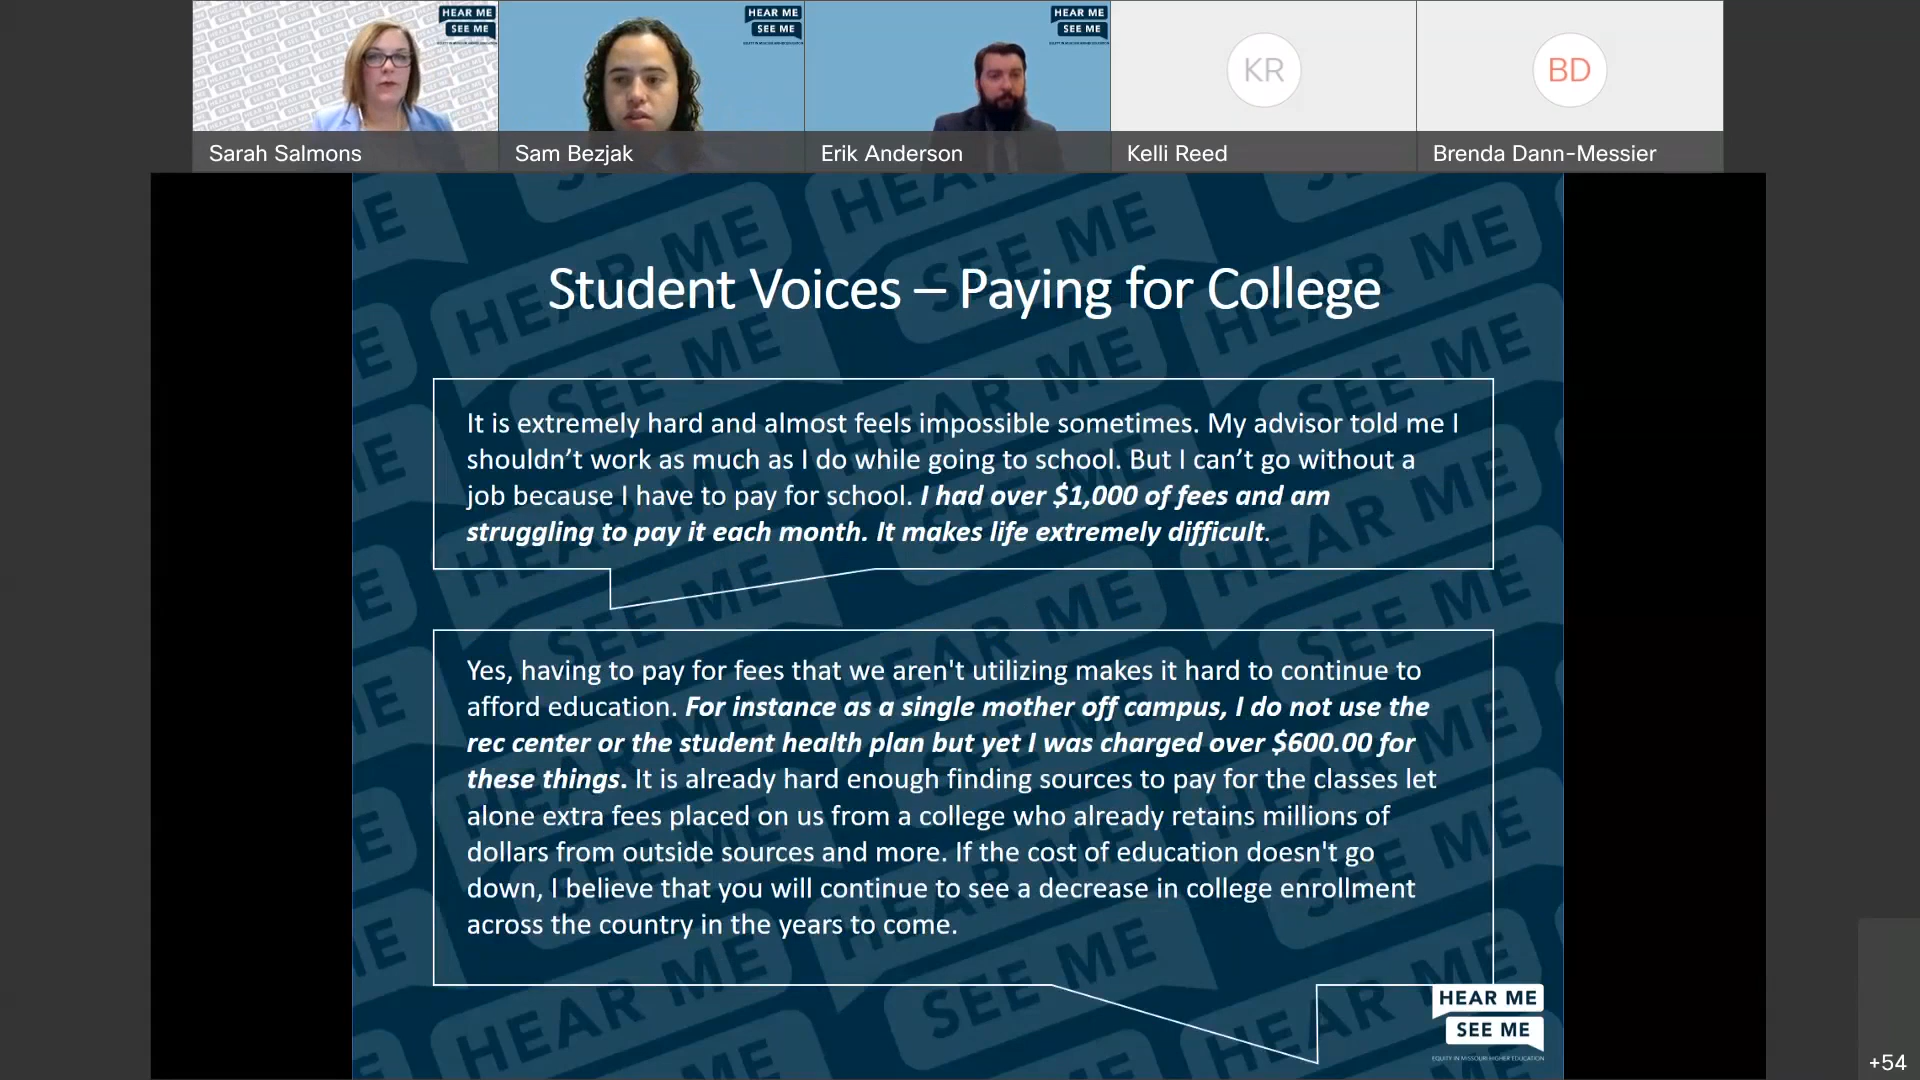 HEAR ME
SEE ME
HEAR ME
SEE ME
HEAR ME
SEE ME
KR
BD
Sarah Salmons
Sam Bezjak
Erik Anderson
Kelli Reed
Brenda Dann-Messier
Student Voices – Paying for College
It is extremely hard and almost feels impossible sometimes. My advisor told me I
shouldn’t work as much as I do while going to school. But I can’t go without a
job because I have to pay for school. I had over $1,000 of fees and am
struggling to pay it each month. It makes life extremely difficult.
Yes, having to pay for fees that we aren't utilizing makes it hard to continue to
afford education. For instance as a single mother off campus, I do not use the
rec center or the student health plan but yet I was charged over $600.00 for
these things. It is already hard enough finding sources to pay for the classes let
alone extra fees placed on us from a college who already retains millions of
dollars from outside sources and more. If the cost of education doesn't go
down, I believe that you will continue to see a decrease in college enrollment
across the country in the years to come.
HEAR ME
SEE ME
EQUITY IN MISSOURI HIGHER EDUCATION
+54